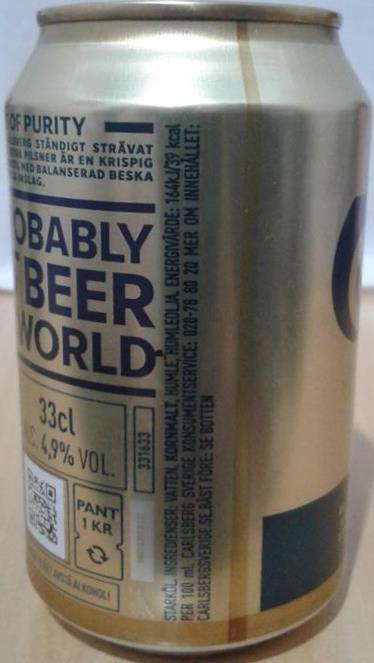 OF PURITY
STÄNDIGT STRÄVAT
PILSNER ÄR EN KRISPIG
MED BALANSERAD BESKA
OBABLY
BEER
WORLD
33cl
4,9% VOL.
331633
PANT
1 KR
ALKOHOL!
STARKÖL. INGREDIENSER: VATTEN, KORNMALT, HUMLE, HUMLEOLJA. ENERGIVÄRDE: 164kJ/39 kcal
PER 100 mL. CARLSBERG SVERIGE KONSUMENTSERVICE: 020-78 80 20 MER OM INNEHÅLLET:
CARLSBERGSVERIGE.SE.BÄST FÖRE: SE BOTTEN